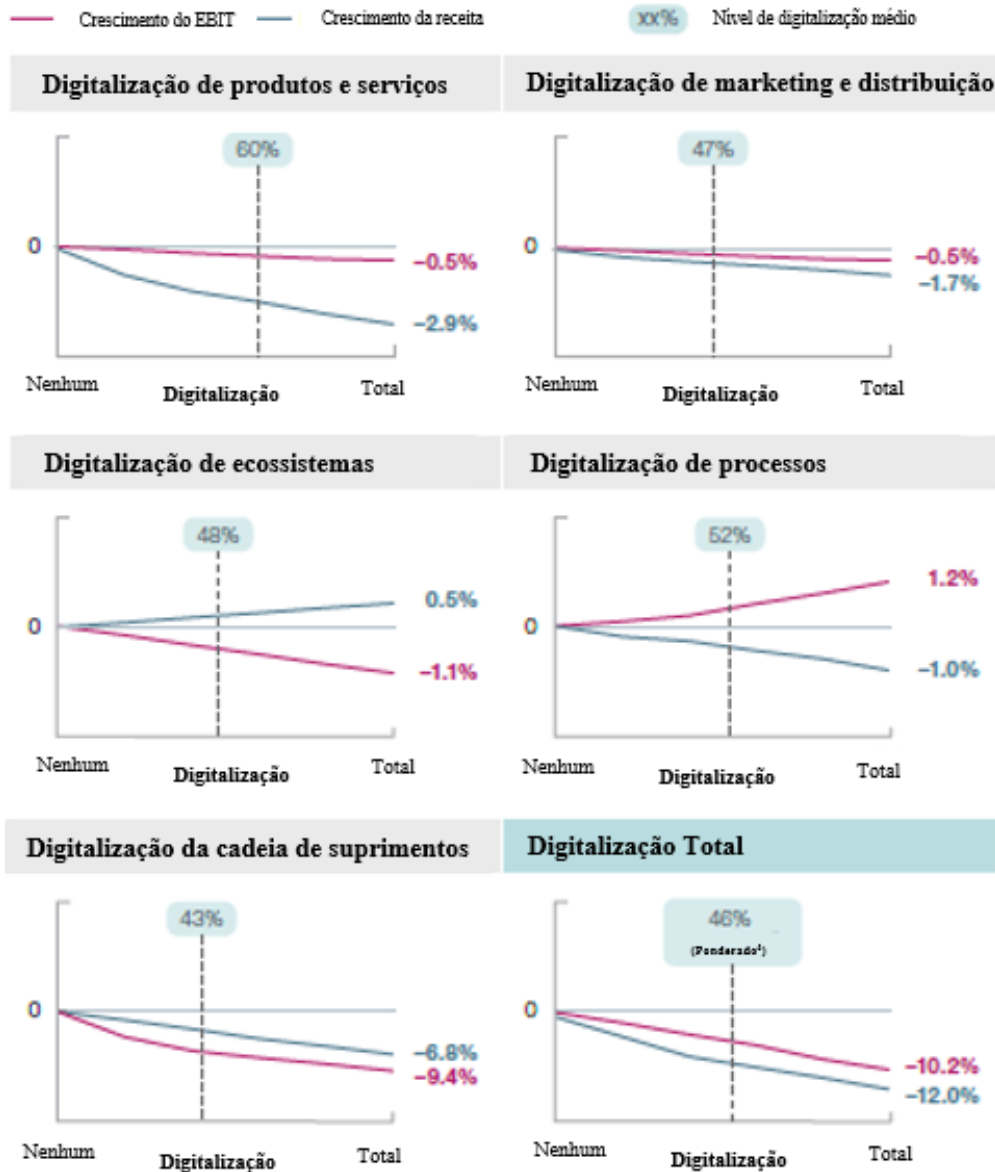 Crescimento do EBIT Crescimento da receita xx% Nível de digitalização médio
Digitalização de produtos e serviços
60%
0
−0.5%
−2.9%
Nenhum Digitalização Total
Digitalização de marketing e distribuição
47%
0
−0.5%
−1.7%
Nenhum Digitalização Total
Digitalização de ecossistemas
48%
0.5%
0
−1.1%
Nenhum Digitalização Total
Digitalização de processos
52%
1.2%
0
−1.0%
Nenhum Digitalização Total
Digitalização da cadeia de suprimentos
43%
0
−6.8%
−9.4%
Nenhum Digitalização Total
Digitalização Total
46%
(Ponderado²)
0
−10.2%
−12.0%
Nenhum Digitalização Total